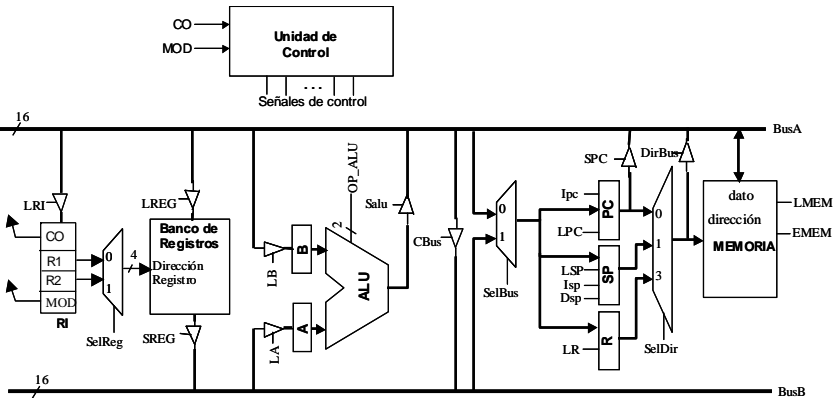 CO
MOD
Unidad de
Control
...
Señales de control
16
BusA
LRI
LREG
OP_ALU
2
Salu
CBus
SPC
DirBus
CO
R1
R2
MOD
RI
0
1
4
SelReg
Banco de
Registros
Dirección
Registro
SREG
B
LB
A
LA
ALU
0
1
SelBus
Ipc
LPC
PC
LSP
Isp
Dsp
SP
LR
R
0
1
3
SelDir
dato
dirección
MEMORIA
LMEM
EMEM
16
BusB